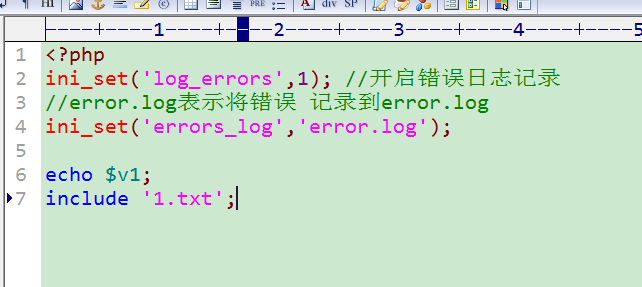 H1 div SP PRE
----+----1----+----2----+----3----+----4----+----5
1 <?php
2 ini_set('log_errors',1); //开启错误日志记录
3 //error.log表示将错误 记录到error.log
4 ini_set('errors_log','error.log');
5
6 echo $v1;
7 include '1.txt';